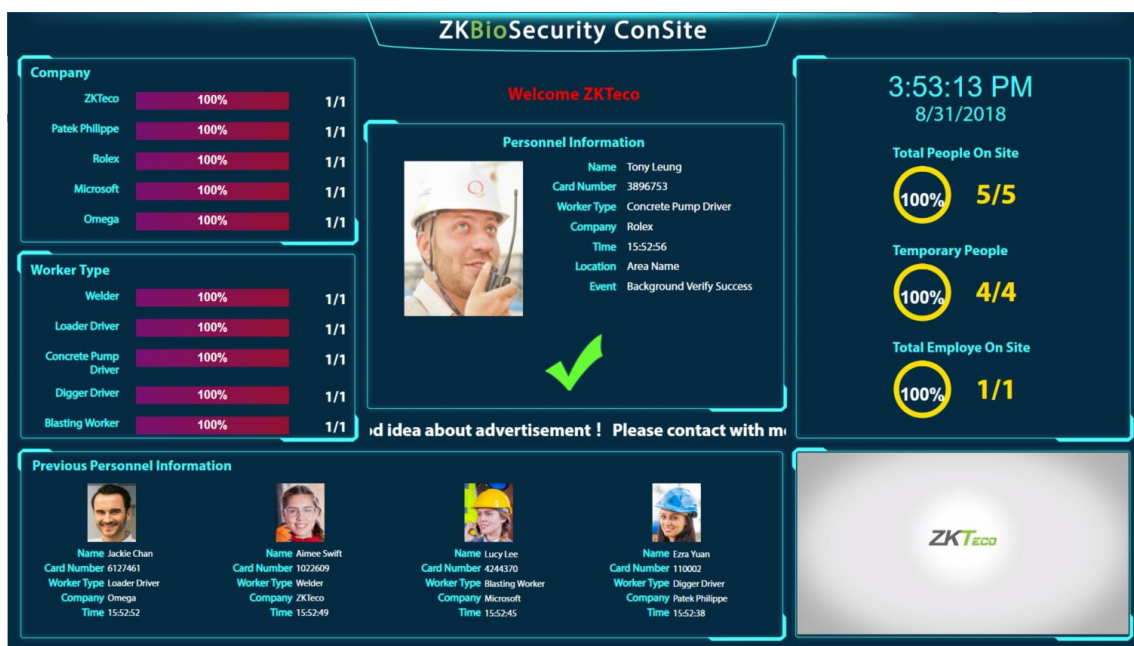 ZKBioSecurity ConSite
Company
ZKTeco 100% 1/1
Patek Philippe 100% 1/1
Rolex 100% 1/1
Microsoft 100% 1/1
Omega 100% 1/1
Worker Type
Welder 100% 1/1
Loader Driver 100% 1/1
Concrete Pump
Driver 100% 1/1
Digger Driver 100% 1/1
Blasting Worker 100% 1/1
Welcome ZKTeco
Personnel Information
Name Tony Leung
Card Number 3896753
Worker Type Concrete Pump Driver
Company Rolex
Time 15:52:56
Location Area Name
Event Background Verify Success
idea about advertisement ! Please contact with
3:53:13 PM
8/31/2018
Total People On Site
100% 5/5
Temporary People
100% 4/4
Total Employe On Site
100% 1/1
Previous Personnel Information
Name Jackie Chan
Card Number 6127461
Worker Type Loader Driver
Company Omega
Time 15:52:52
Name Aimee Swift
Card Number 1022609
Worker Type Welder
Company ZKTeco
Time 15:52:49
Name Lucy Lee
Card Number 4244370
Worker Type Blasting Worker
Company Microsoft
Time 15:52:45
Name Ezra Yuan
Card Number 110002
Worker Type Digger Driver
Company Patek Philippe
Time 15:52:38
ZKTECO